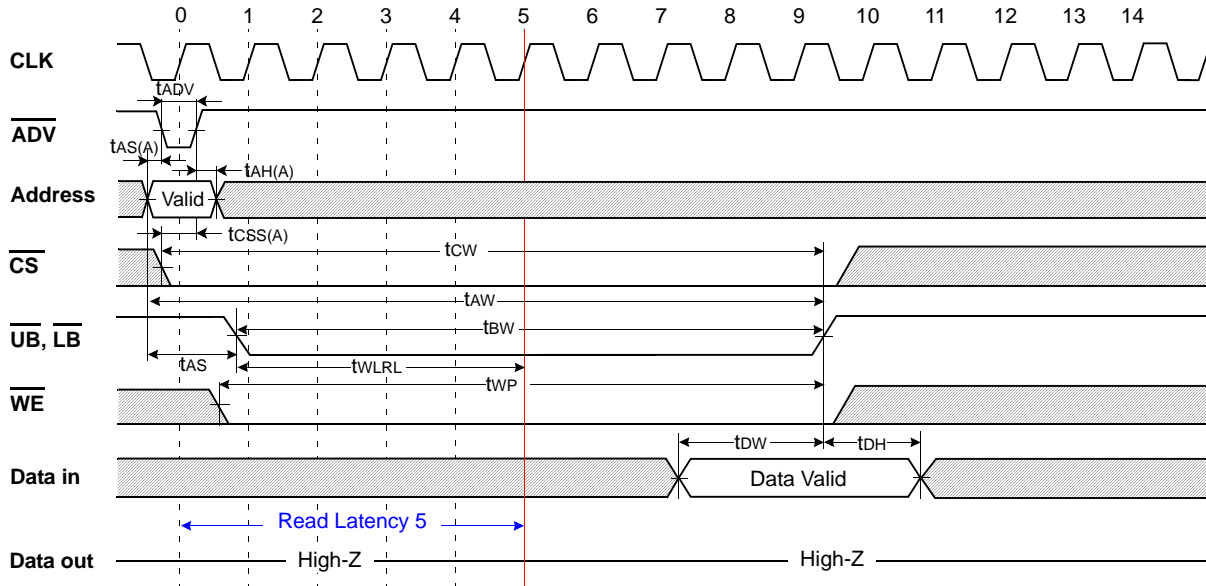 0 1 2 3 4 5 6 7 8 9 10 11 12 13 14
CLK
tADV
ADV
tAS(A)
tAH(A)
Address
Valid
tCSS(A)
tCW
CS
tAW
UB, LB
tBW
tAS
tWLRL
tWP
WE
tDW
tDH
Data in
Data Valid
Read Latency 5
Data out
High-Z
High-Z